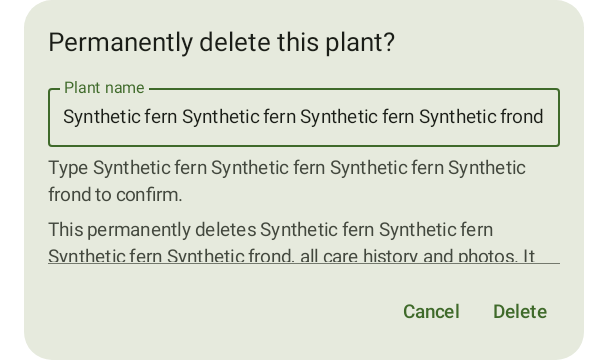 Permanently delete this plant?
Plant name
Synthetic fern Synthetic fern Synthetic fern Synthetic frond
Type Synthetic fern Synthetic fern Synthetic fern Synthetic
frond to confirm.
This permanently deletes Synthetic fern Synthetic fern
Synthetic fern Synthetic frond, all care history and photos. It
Cancel Delete